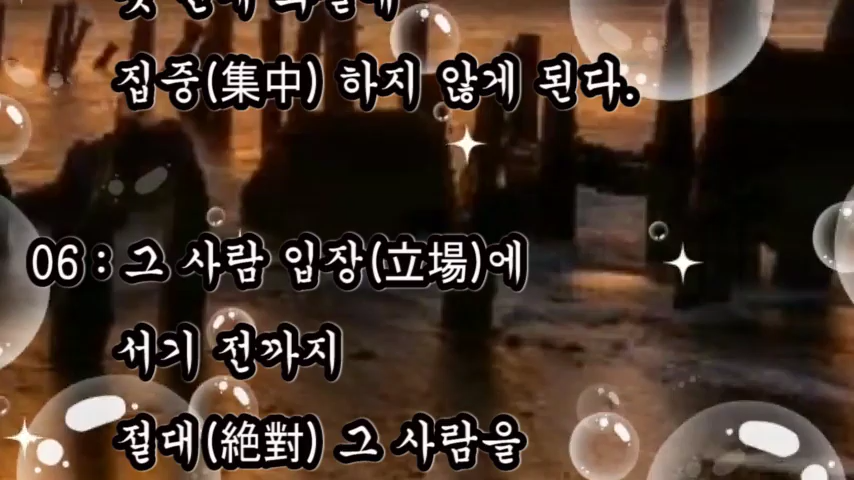 집중(集中) 하지 않게 된다.
06 : 그 사람 입장(立場)에
서기 전까지
절대(絶對) 그 사람을